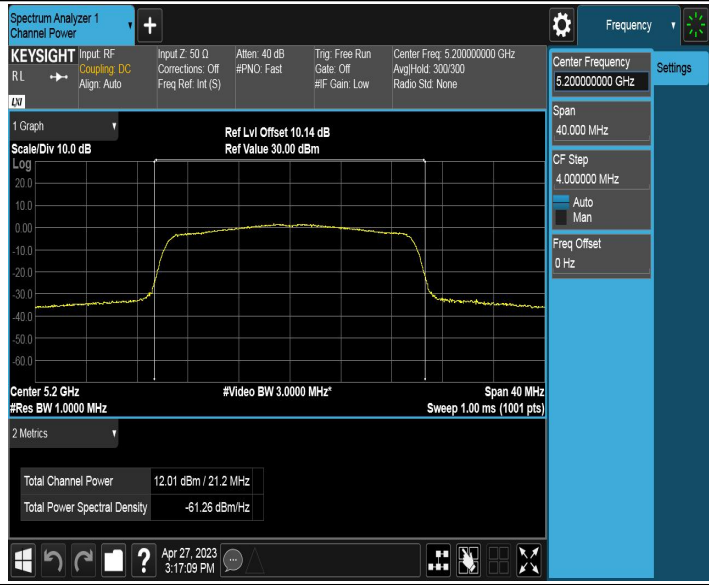 Spectrum Analyzer 1
Channel Power
+
Frequency
KEYSIGHT
RL
LXI
Input: RF
Coupling: DC
Align: Auto
Input Z: 50 Ω
Corrections: Off
Freq Ref: Int (S)
Atten: 40 dB
#PNO: Fast
Trig: Free Run
Gate: Off
#IF Gain: Low
Center Freq: 5.200000000 GHz
Avg|Hold: 300/300
Radio Std: None
Center Frequency
5.200000000 GHz
Settings
Span
40.000 MHz
CF Step
4.000000 MHz
Auto
Man
Freq Offset
0 Hz
1 Graph
Scale/Div 10.0 dB
Ref Lvl Offset 10.14 dB
Ref Value 30.00 dBm
Log
20.0
10.0
0.00
-10.0
-20.0
-30.0
-40.0
-50.0
-60.0
Center 5.2 GHz
#Video BW 3.0000 MHz*
Span 40 MHz
#Res BW 1.0000 MHz
Sweep 1.00 ms (1001 pts)
2 Metrics
Total Channel Power 12.01 dBm / 21.2 MHz
Total Power Spectral Density -61.26 dBm/Hz
?
Apr 27, 2023
3:17:09 PM